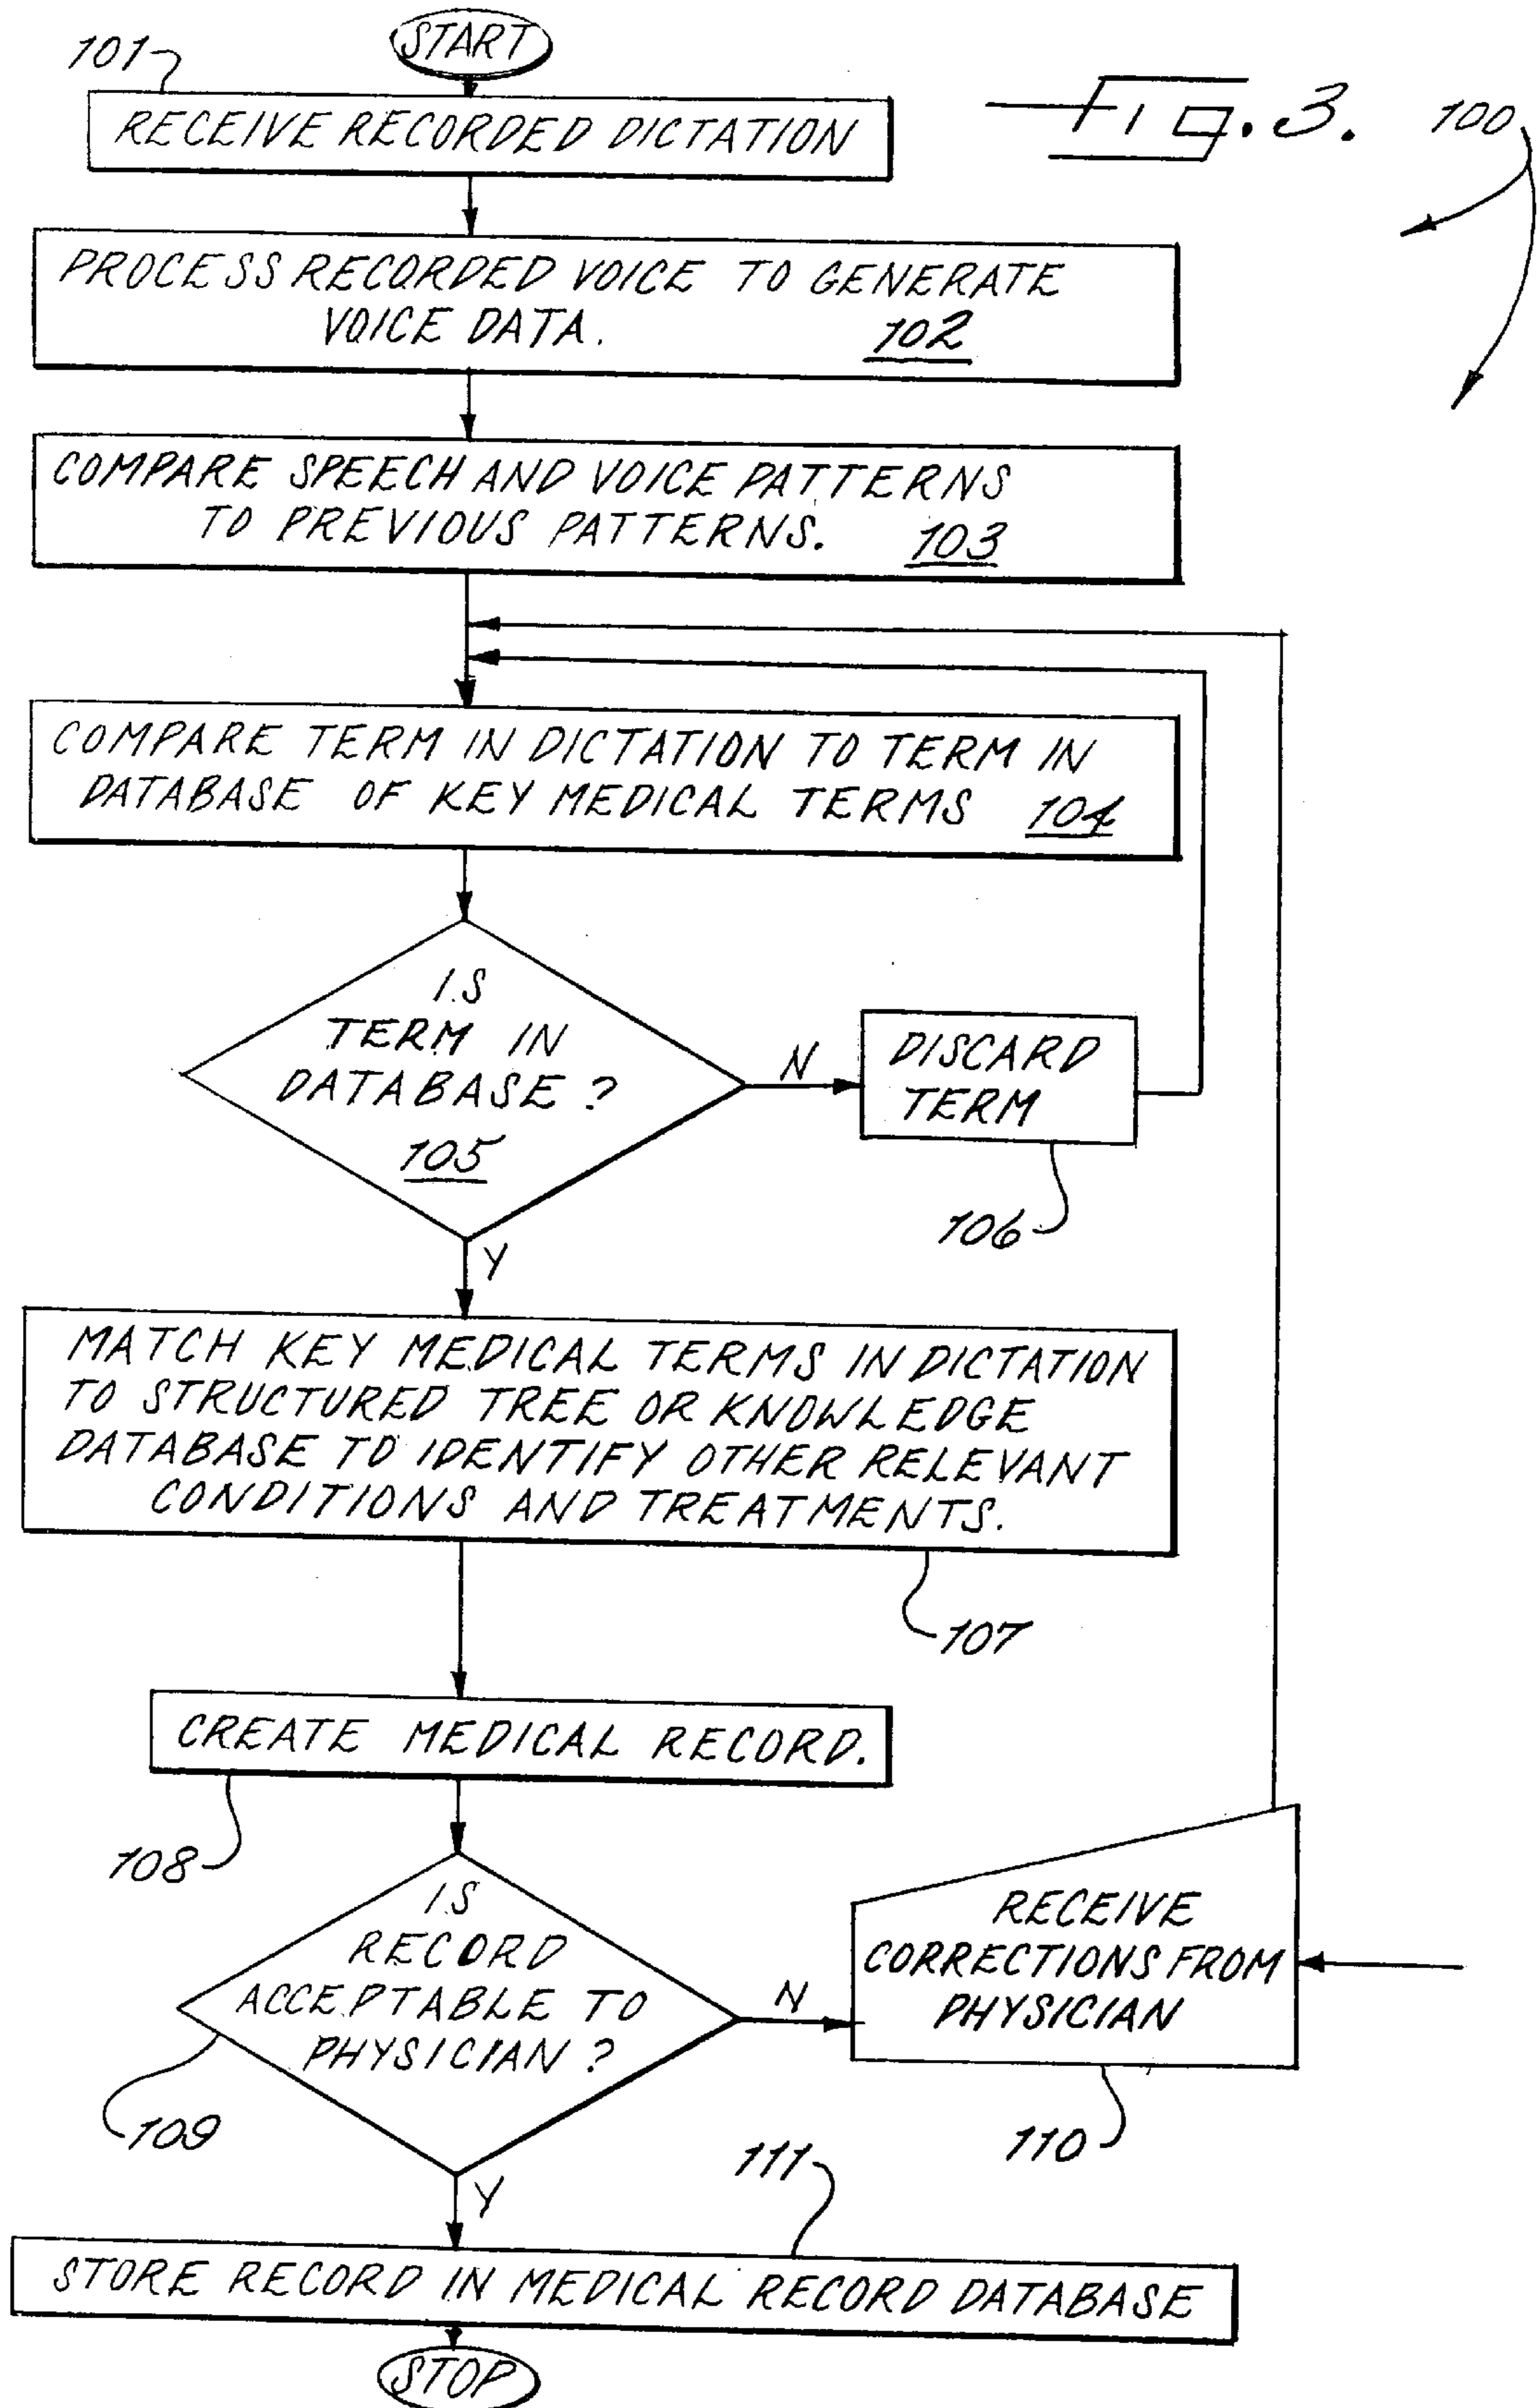 START
101
FIG. 3.
100
RECEIVE RECORDED DICTATION
PROCESS RECORDED VOICE TO GENERATE
VOICE DATA. 102
COMPARE SPEECH AND VOICE PATTERNS
TO PREVIOUS PATTERNS. 103
COMPARE TERM IN DICTATION TO TERM IN
DATABASE OF KEY MEDICAL TERMS 104
IS
TERM IN
DATABASE?
105
N
DISCARD
TERM
106
Y
MATCH KEY MEDICAL TERMS IN DICTATION
TO STRUCTURED TREE OR KNOWLEDGE
DATABASE TO IDENTIFY OTHER RELEVANT
CONDITIONS AND TREATMENTS.
107
CREATE MEDICAL RECORD.
108
IS
RECORD
ACCEPTABLE TO
PHYSICIAN?
109
N
RECEIVE
CORRECTIONS FROM
PHYSICIAN
110
Y
111
STORE RECORD IN MEDICAL RECORD DATABASE
STOP